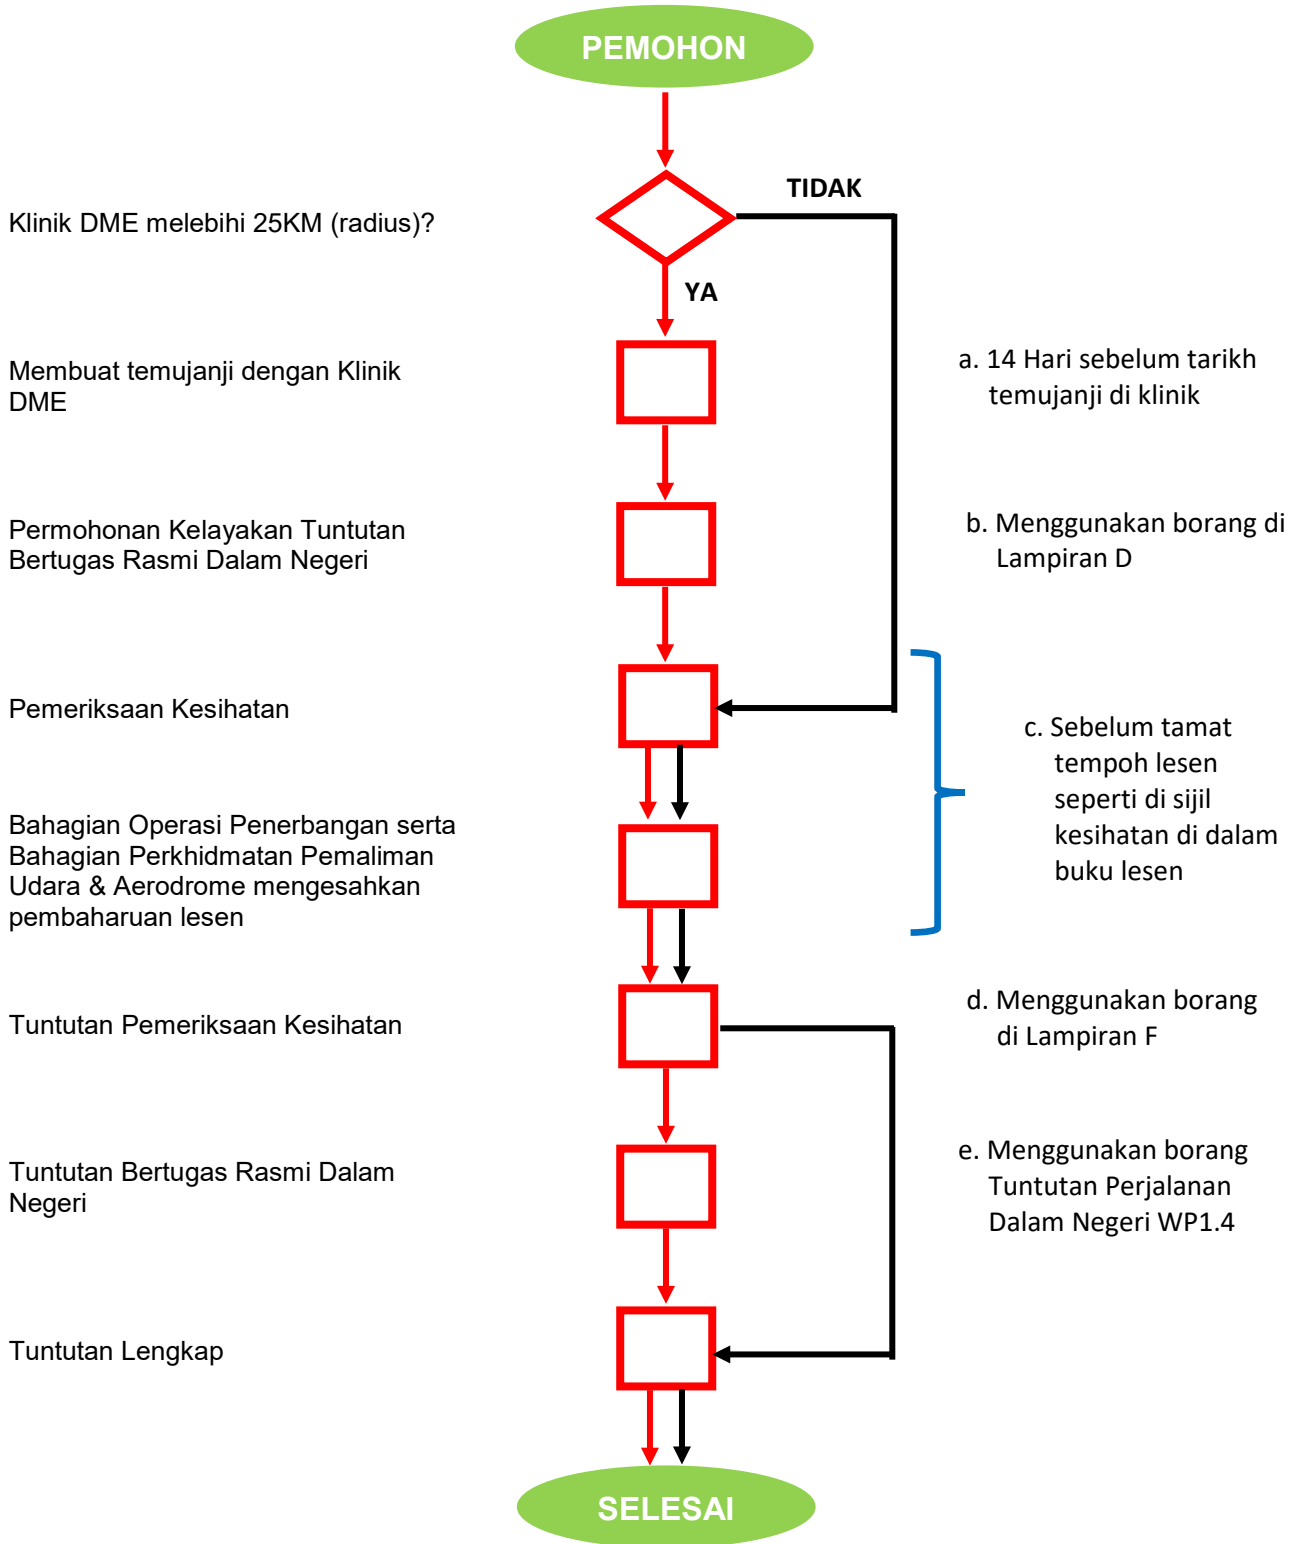 PEMOHON
TIDAK
Klinik DME melebihi 25KM (radius)?
YA
Membuat temujanji dengan Klinik
DME
a. 14 Hari sebelum tarikh
temujanji di klinik
Permohonan Kelayakan Tuntutan
Bertugas Rasmi Dalam Negeri
b. Menggunakan borang di
Lampiran D
Pemeriksaan Kesihatan
c. Sebelum tamat
tempoh lesen
seperti di sijil
kesihatan di dalam
buku lesen
Bahagian Operasi Penerbangan serta
Bahagian Perkhidmatan Pemaliman
Udara & Aerodrome mengesahkan
pembaharuan lesen
Tuntutan Pemeriksaan Kesihatan
d. Menggunakan borang
di Lampiran F
Tuntutan Bertugas Rasmi Dalam
Negeri
e. Menggunakan borang
Tuntutan Perjalanan
Dalam Negeri WP1.4
Tuntutan Lengkap
SELESAI